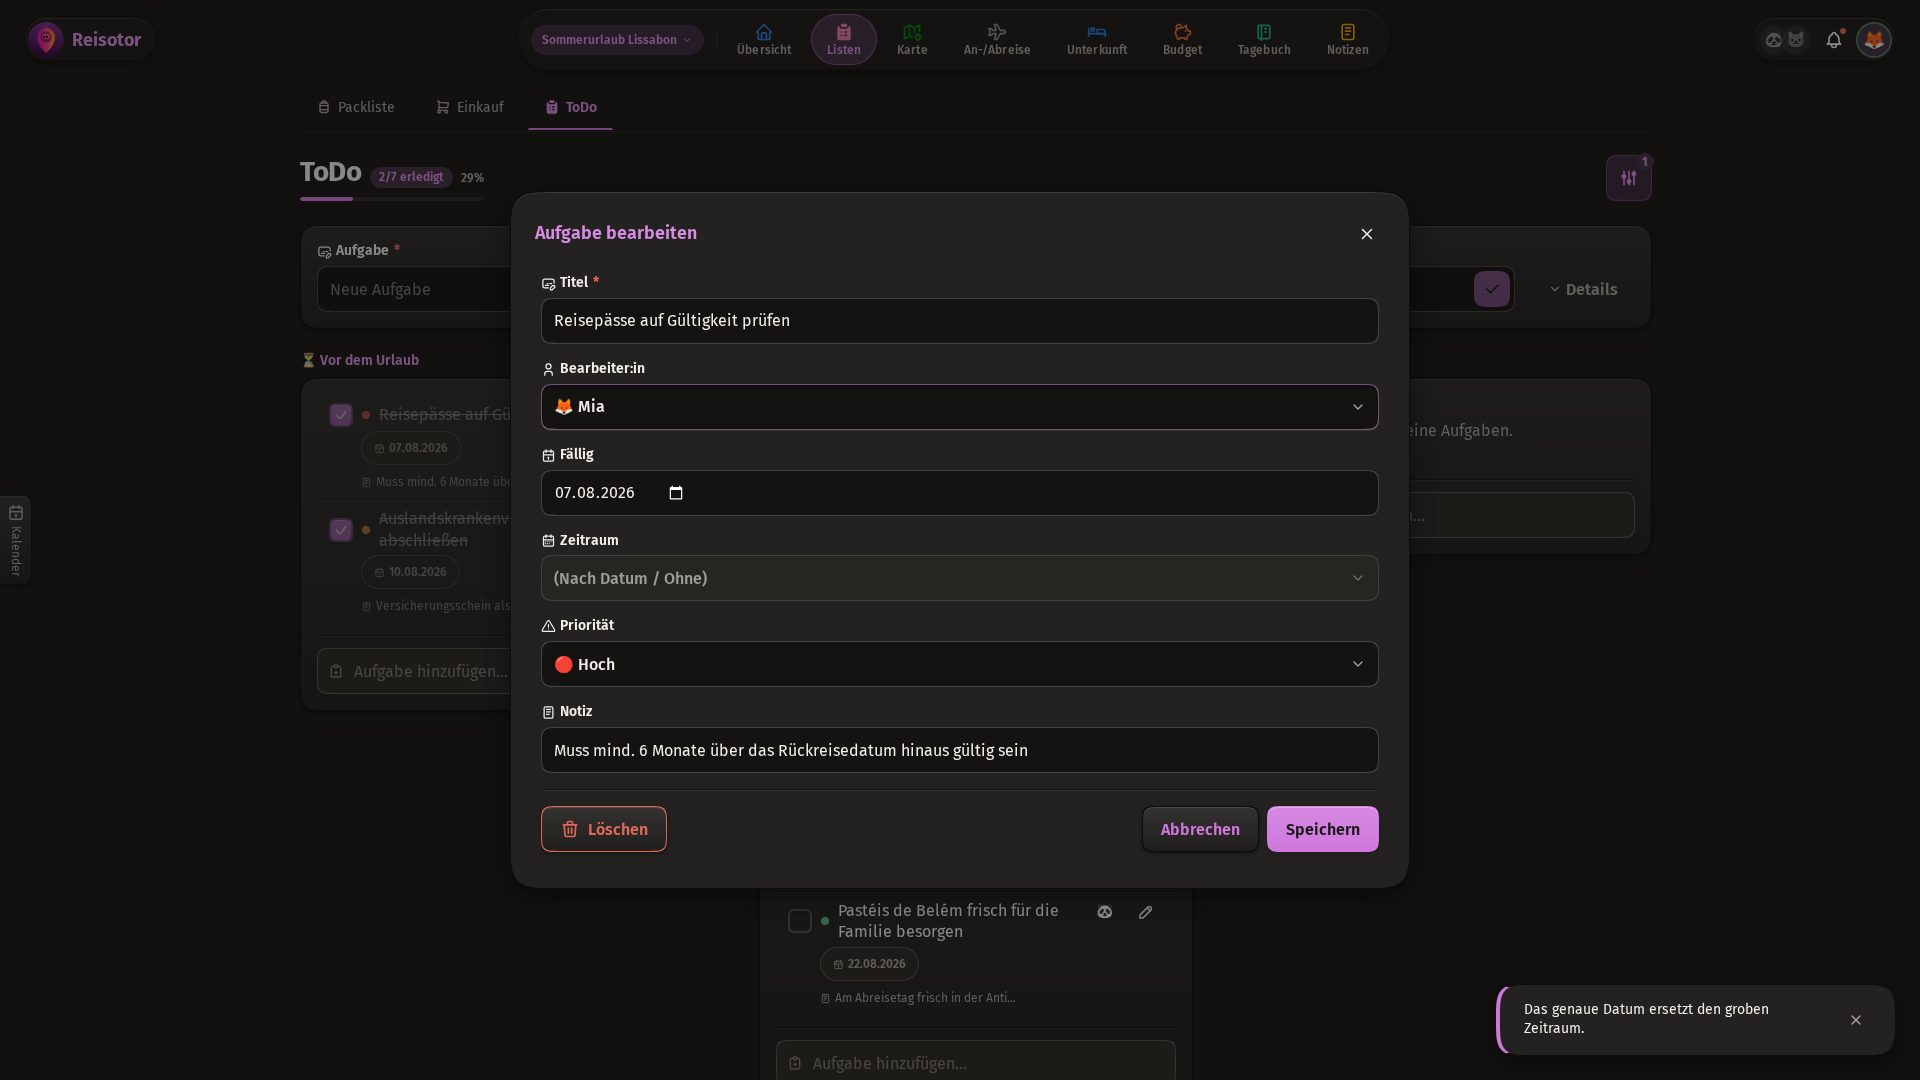 Reisotor
Sommerurlaub Lissabon
Übersicht
Listen
Karte
An-/Abreise
Unterkunft
Budget
Tagebuch
Notizen
Packliste
Einkauf
ToDo
ToDo
2/7 erledigt
29%
1
Aufgabe *
Neue Aufgabe
Details
Vor dem Urlaub
Reisepässe auf Gü
07.08.2026
Muss mind. 6 Monate übe
Auslandskrankenv
abschließen
10.08.2026
Versicherungsschein als
Aufgabe hinzufügen...
Kalender
Aufgabe bearbeiten
Titel *
Reisepässe auf Gültigkeit prüfen
Bearbeiter:in
Mia
Fällig
07.08.2026
Zeitraum
(Nach Datum / Ohne)
Priorität
Hoch
Notiz
Muss mind. 6 Monate über das Rückreisedatum hinaus gültig sein
Löschen
Abbrechen
Speichern
eine Aufgaben.
Pastéis de Belém frisch für die
Familie besorgen
22.08.2026
Am Abreisetag frisch in der Anti...
Aufgabe hinzufügen...
Das genaue Datum ersetzt den groben
Zeitraum.